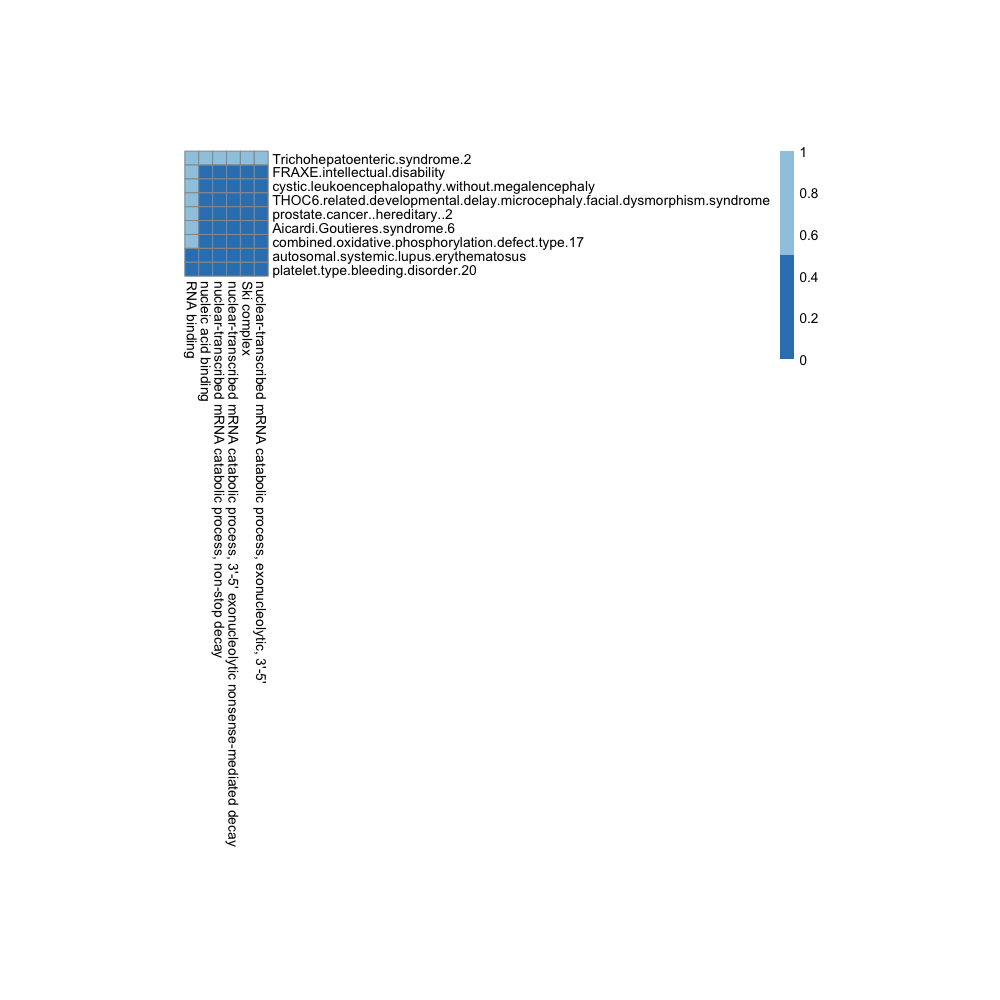 Trichohepatoenteric.syndrome.2
FRAXE.intellectual.disability
cystic.leukoencephalopathy.without.megalencephaly
THOC6.related.developmental.delay.microcephaly.facial.dysmorphism.syndrome
prostate.cancer..hereditary..2
Aicardi.Goutieres.syndrome.6
combined.oxidative.phosphorylation.defect.type.17
autosomal.systemic.lupus.erythematosus
platelet.type.bleeding.disorder.20
RNA binding
nucleic acid binding
nuclear-transcribed mRNA catabolic process, non-stop decay
nuclear-transcribed mRNA catabolic process, 3'-5' exonucleolytic nonsense-mediated decay
Ski complex
nuclear-transcribed mRNA catabolic process, exonucleolytic, 3'-5'
1
0.8
0.6
0.4
0.2
0